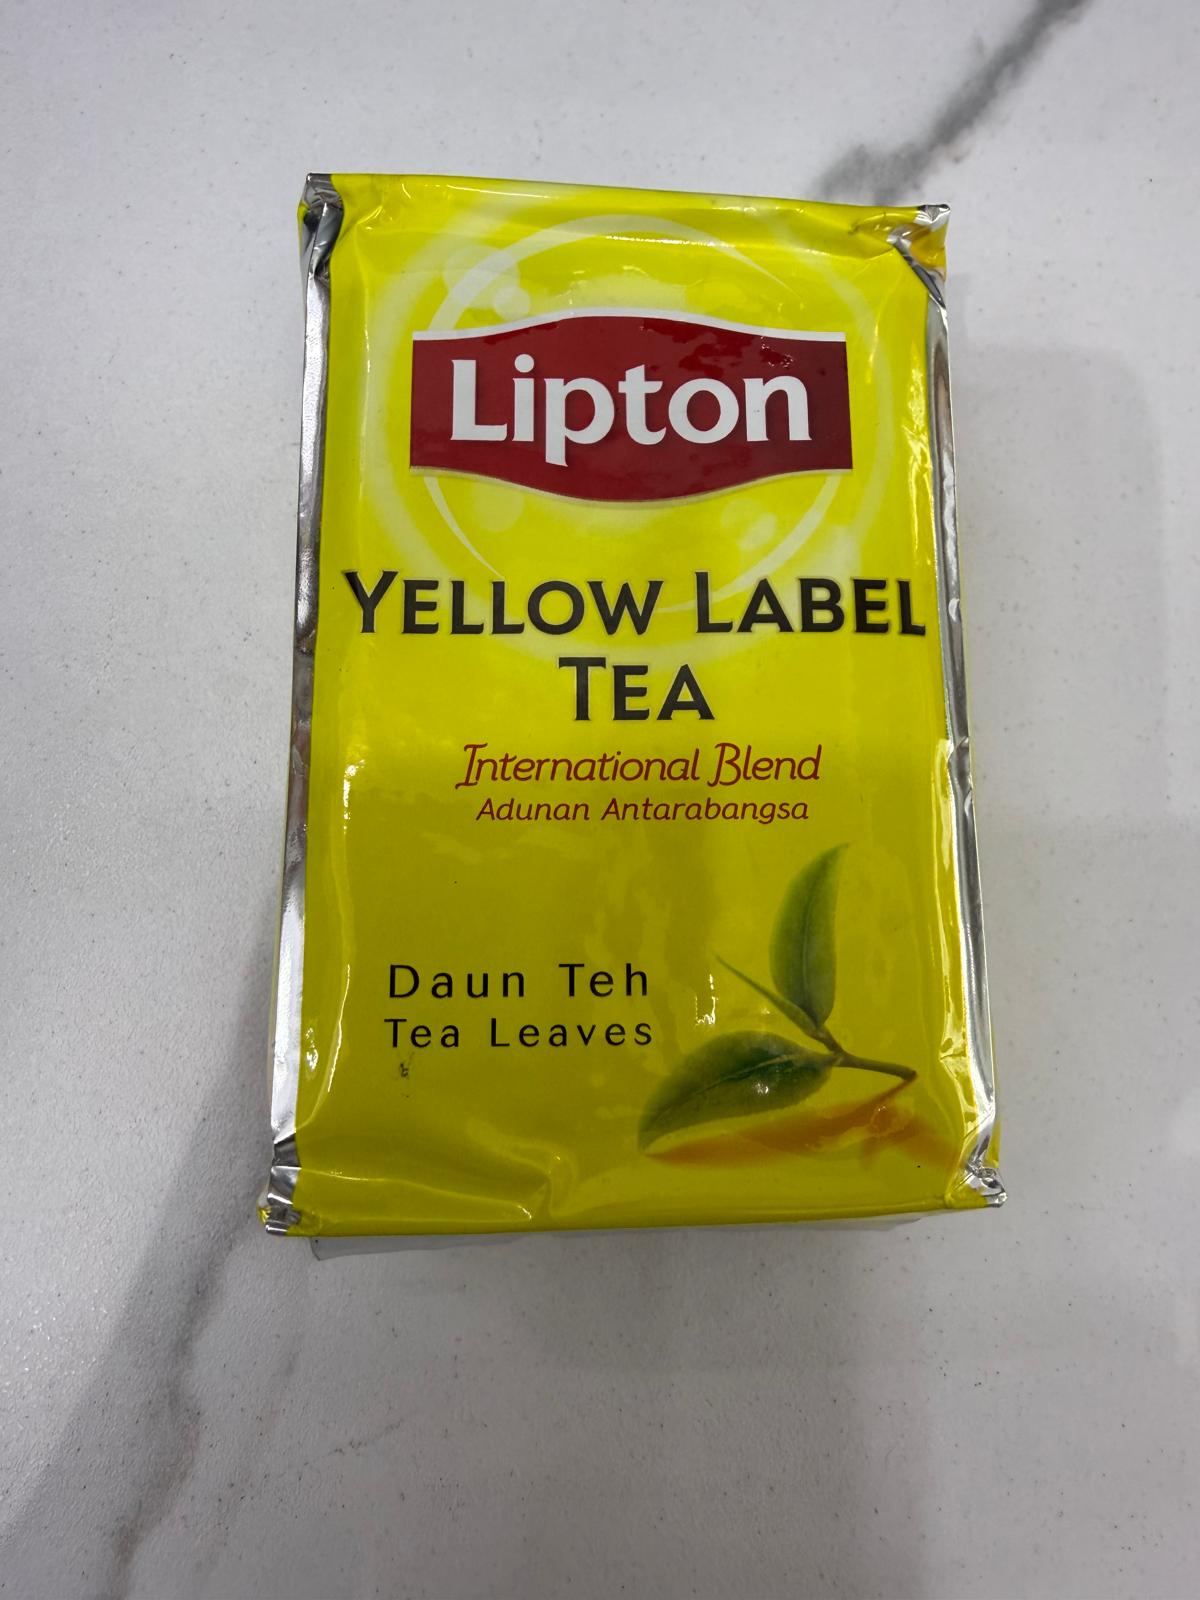 Lipton
YELLOW LABEL
TEA
International Blend
Adunan Antarabangsa
Daun Teh
Tea Leaves